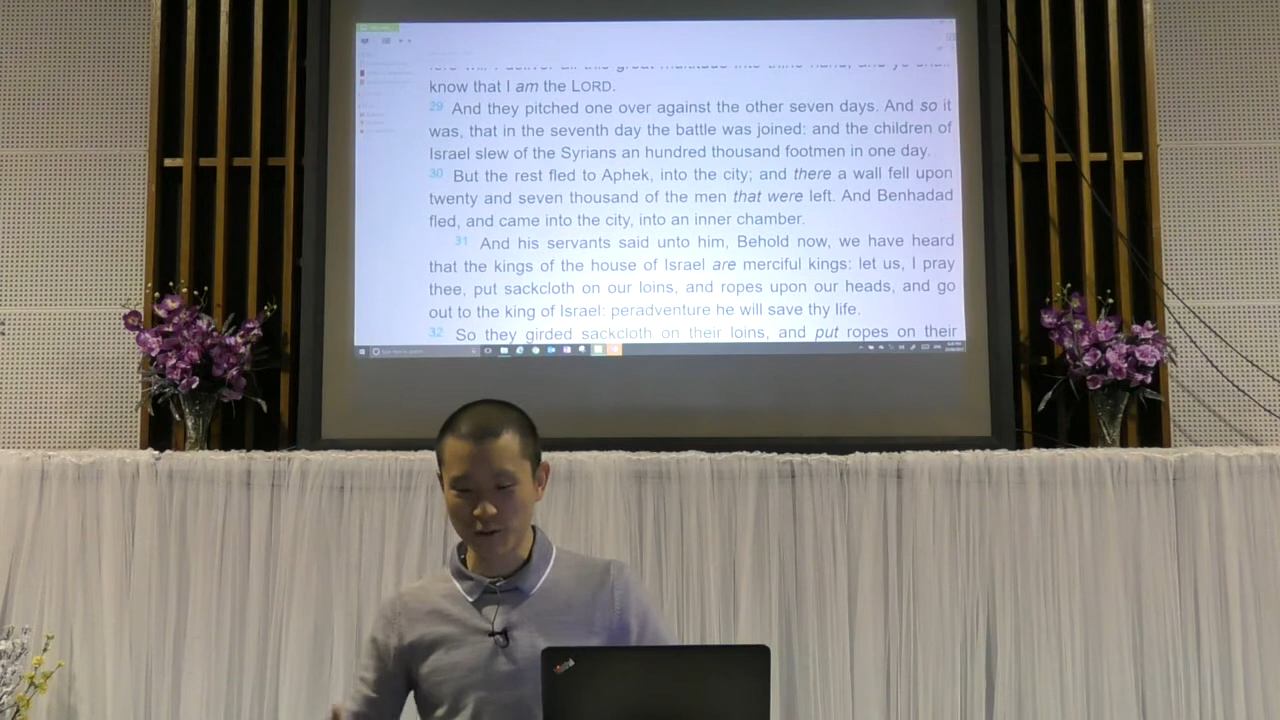 know that I am the LORD.
29 And they pitched one over against the other seven days. And so it
was, that in the seventh day the battle was joined: and the children of
Israel slew of the Syrians an hundred thousand footmen in one day.
30 But the rest fled to Aphek, into the city; and there a wall fell upon
twenty and seven thousand of the men that were left. And Benhadad
fled, and came into the city, into an inner chamber.
31 And his servants said unto him, Behold now, we have heard
that the kings of the house of Israel are merciful kings: let us, I pray
thee, put sackcloth on our loins, and ropes upon our heads, and go
out to the king of Israel: peradventure he will save thy life.
32 So they girded sackcloth on their loins, and put ropes on their